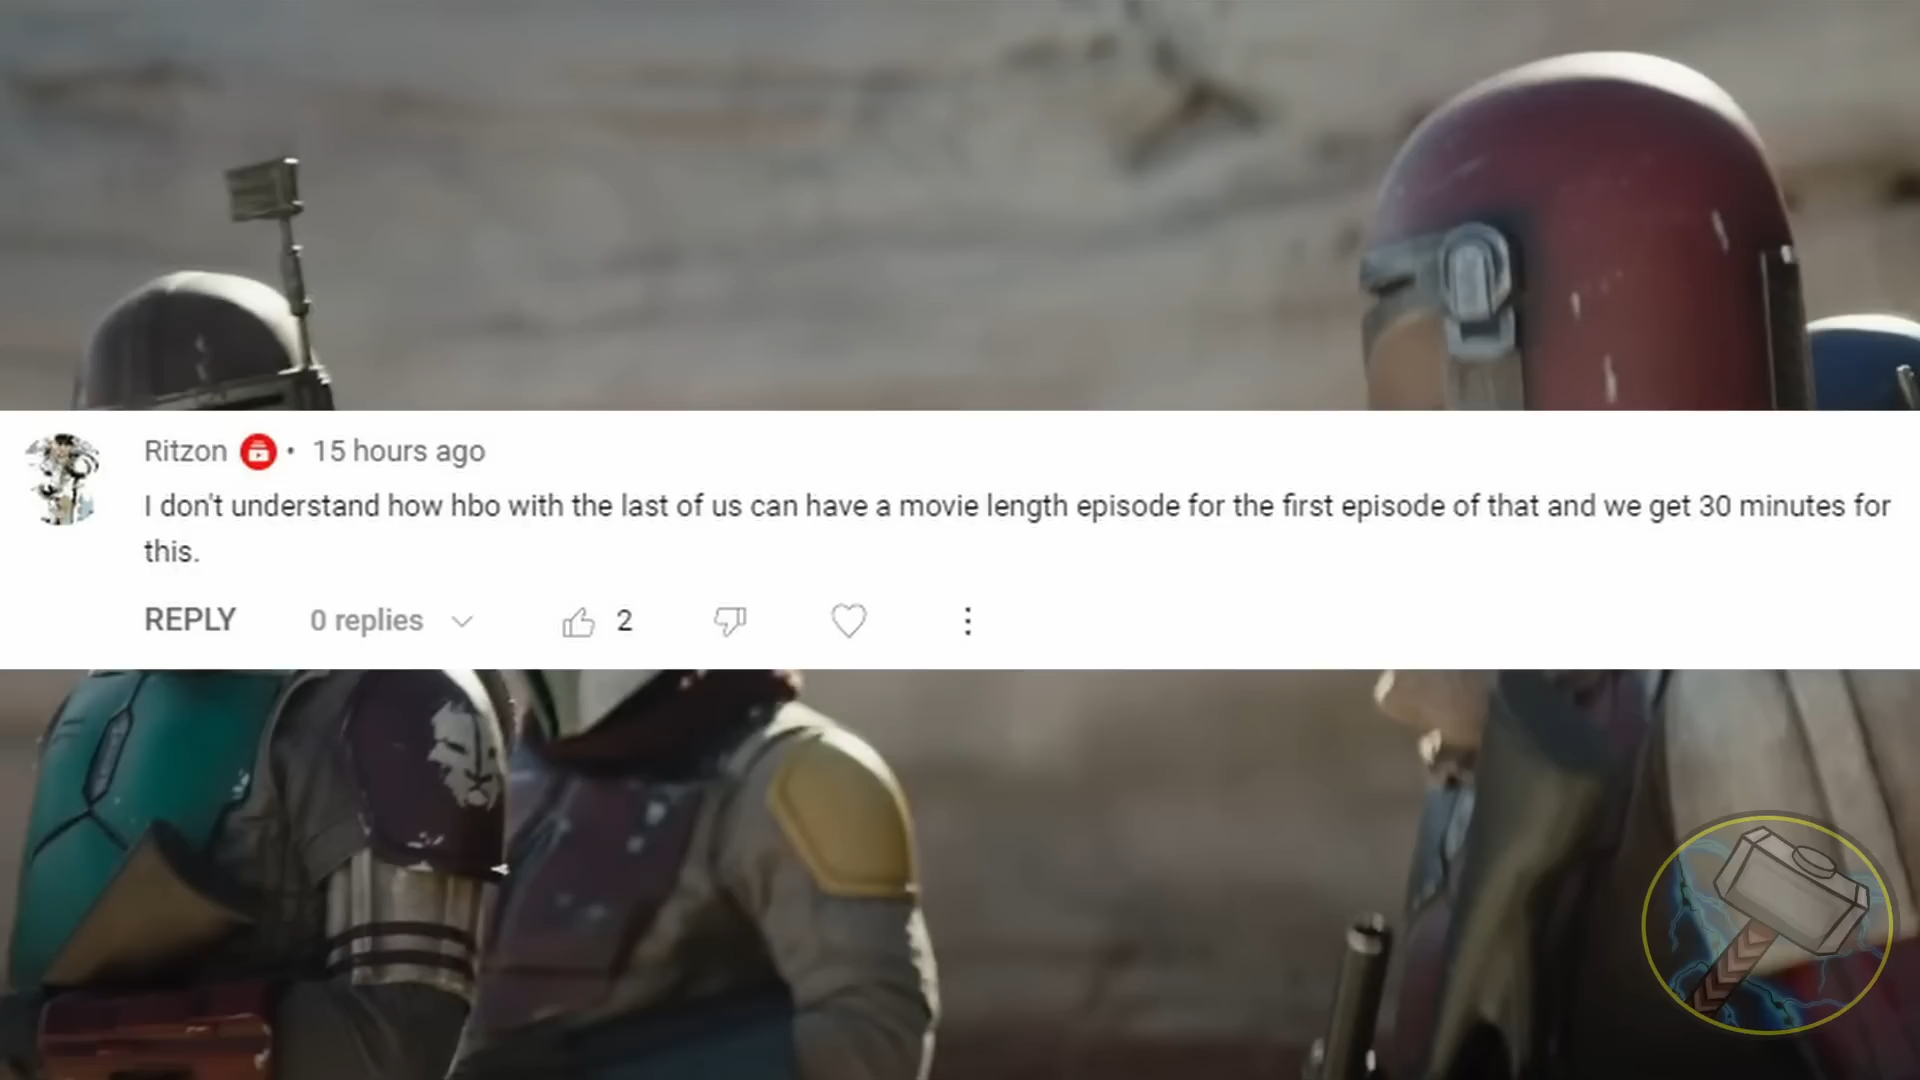 Ritzon • 15 hours ago
I don't understand how hbo with the last of us can have a movie length episode for the first episode of that and we get 30 minutes for
this.
REPLY 0 replies 2